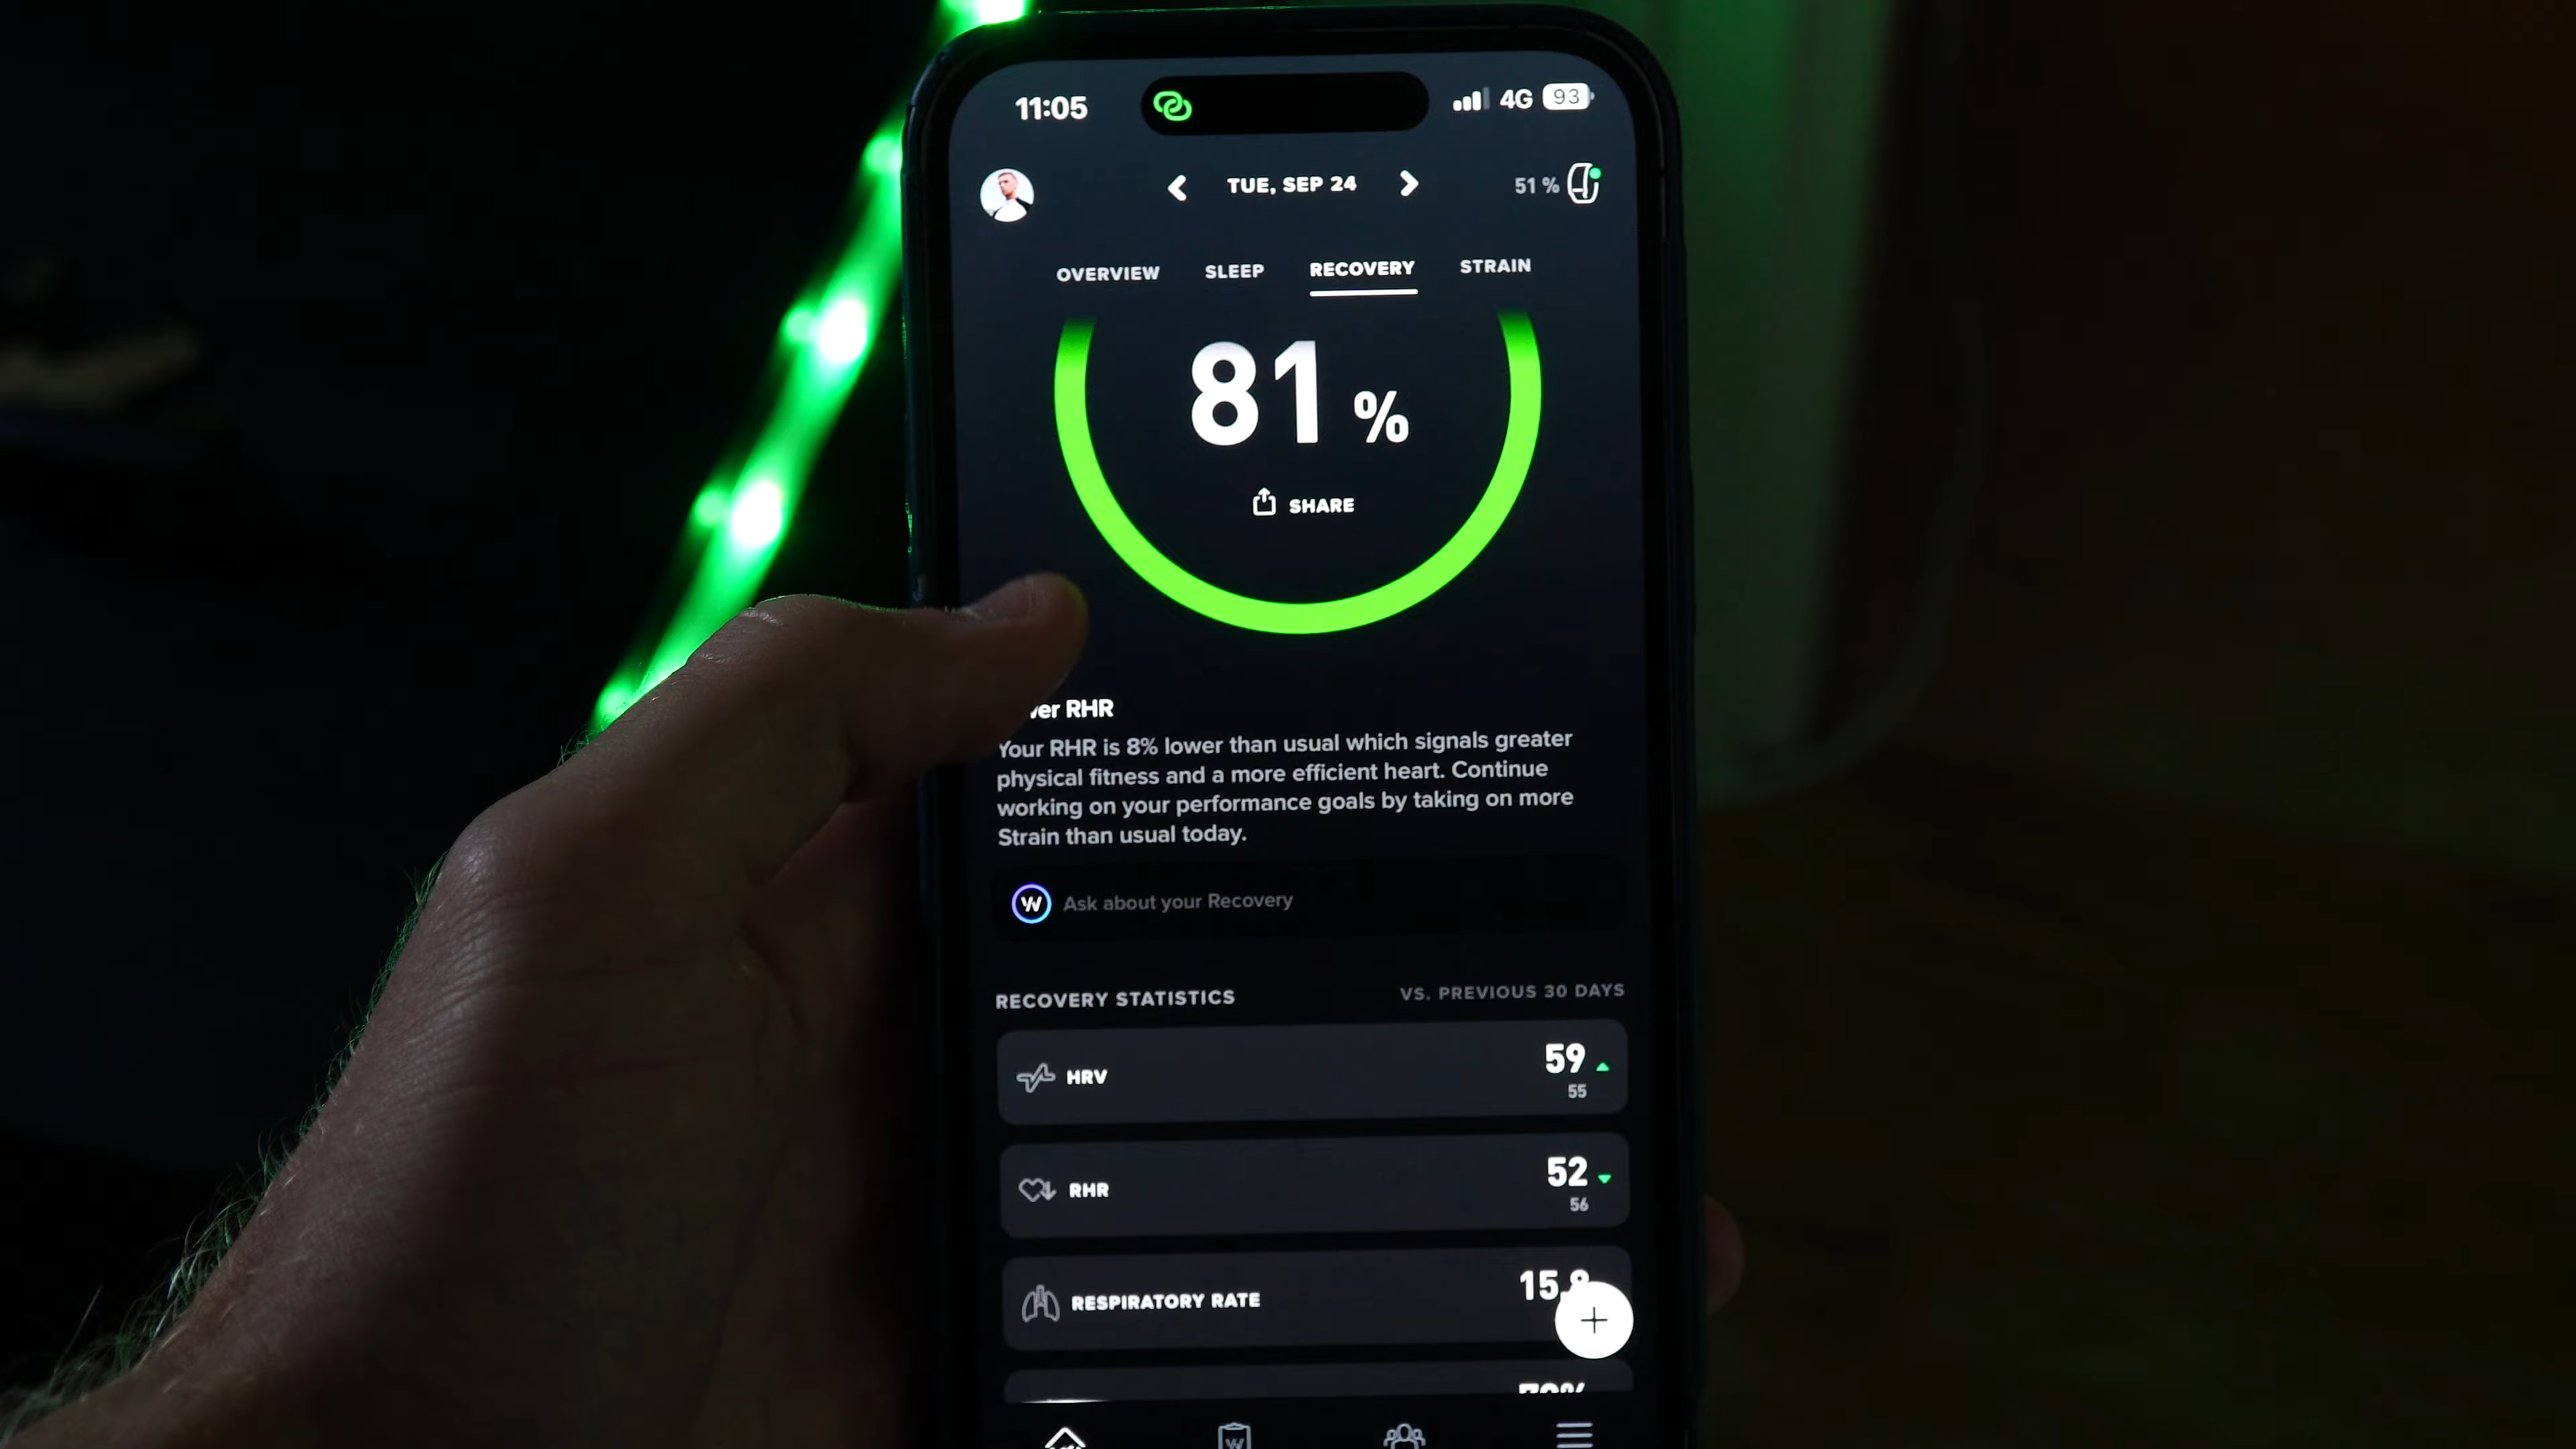 11:05 4G 93
TUE, SEP 24 51 %
OVERVIEW SLEEP RECOVERY STRAIN
81 %
SHARE
RHR
Your RHR is 8% lower than usual which signals greater
physical fitness and a more efficient heart. Continue
working on your performance goals by taking on more
Strain than usual today.
W Ask about your Recovery
RECOVERY STATISTICS VS. PREVIOUS 30 DAYS
HRV 59
55
RHR 52
56
RESPIRATORY RATE
W